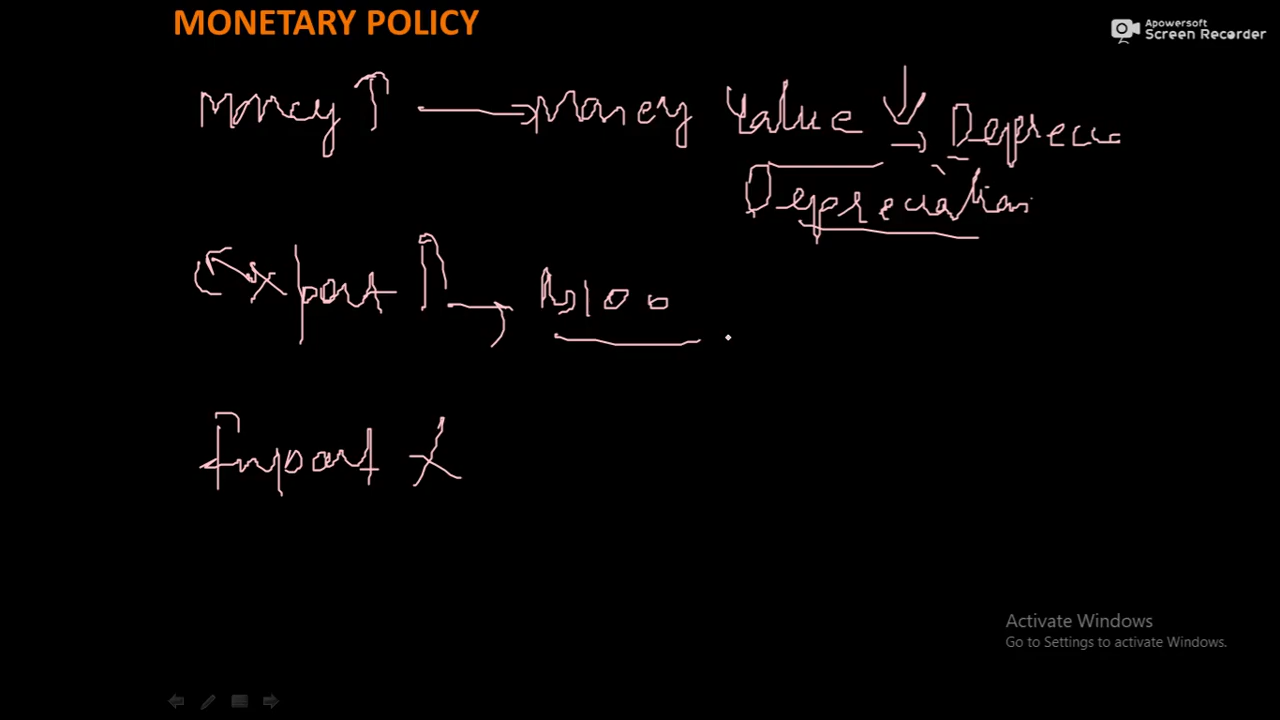 MONETARY POLICY
Apowersoft
Screen Recorder
Money ↑ → Money Value ↓ → Deprecia
Depreciation
Export ↑ → 100
Import X
Activate Windows
Go to Settings to activate Windows.